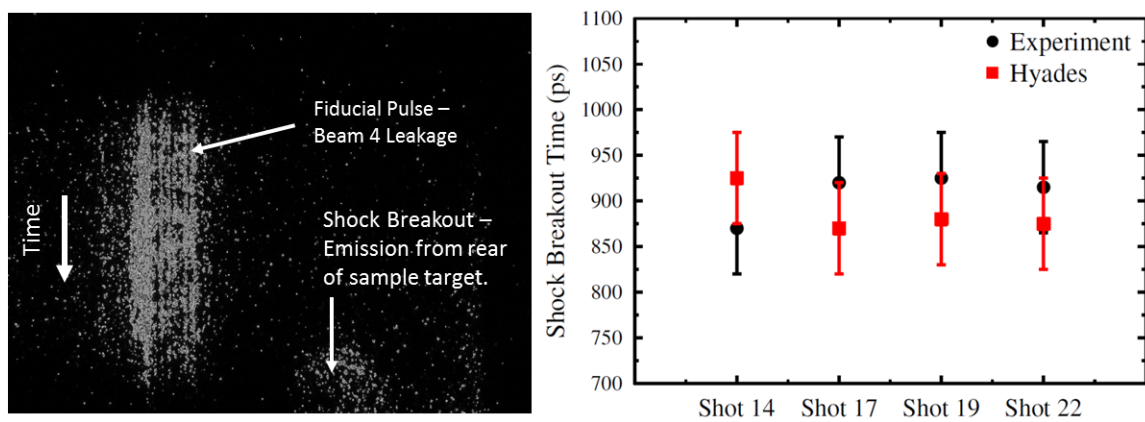 Fiducial Pulse –
Beam 4 Leakage
Time
Shock Breakout –
Emission from rear
of sample target.
Shock Breakout Time (ps)
1100
1050
1000
950
900
850
800
750
700
Experiment
Hyades
Shot 14 Shot 17 Shot 19 Shot 22